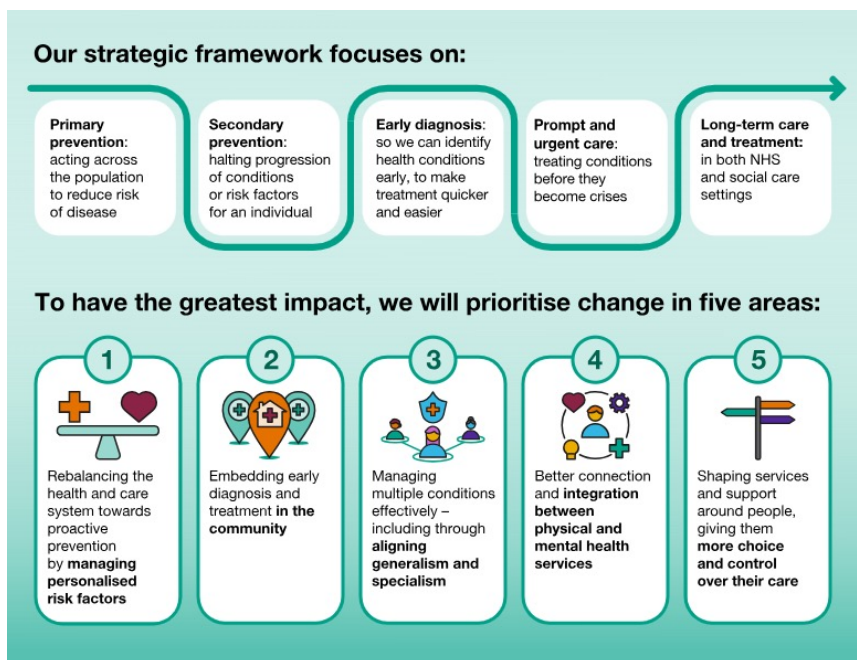 Our strategic framework focuses on:
Primary
prevention:
acting across
the population
to reduce risk
of disease
Secondary
prevention:
halting progression
of conditions
or risk factors
for an individual
Early diagnosis:
so we can identify
health conditions
early, to make
treatment quicker
and easier
Prompt and
urgent care:
treating conditions
before they
become crises
Long-term care
and treatment:
in both NHS
and social care
settings
To have the greatest impact, we will prioritise change in five areas:
1
Rebalancing the
health and care
system towards
proactive
prevention
by managing
personalised
risk factors
2
Embedding early
diagnosis and
treatment in the
community
3
Managing
multiple conditions
effectively –
including through
aligning
generalism and
specialism
4
Better connection
and integration
between
physical and
mental health
services
5
Shaping services
and support
around people,
giving them
more choice
and control
over their care